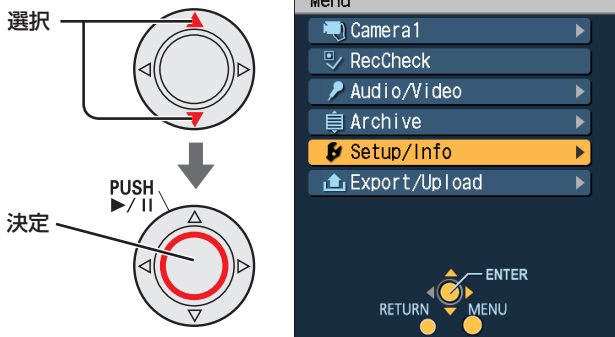 選択
PUSH
▶/II
決定
Menu
Camera1
RecCheck
Audio/Video
Archive
Setup/Info
Export/Upload
ENTER
RETURN
MENU